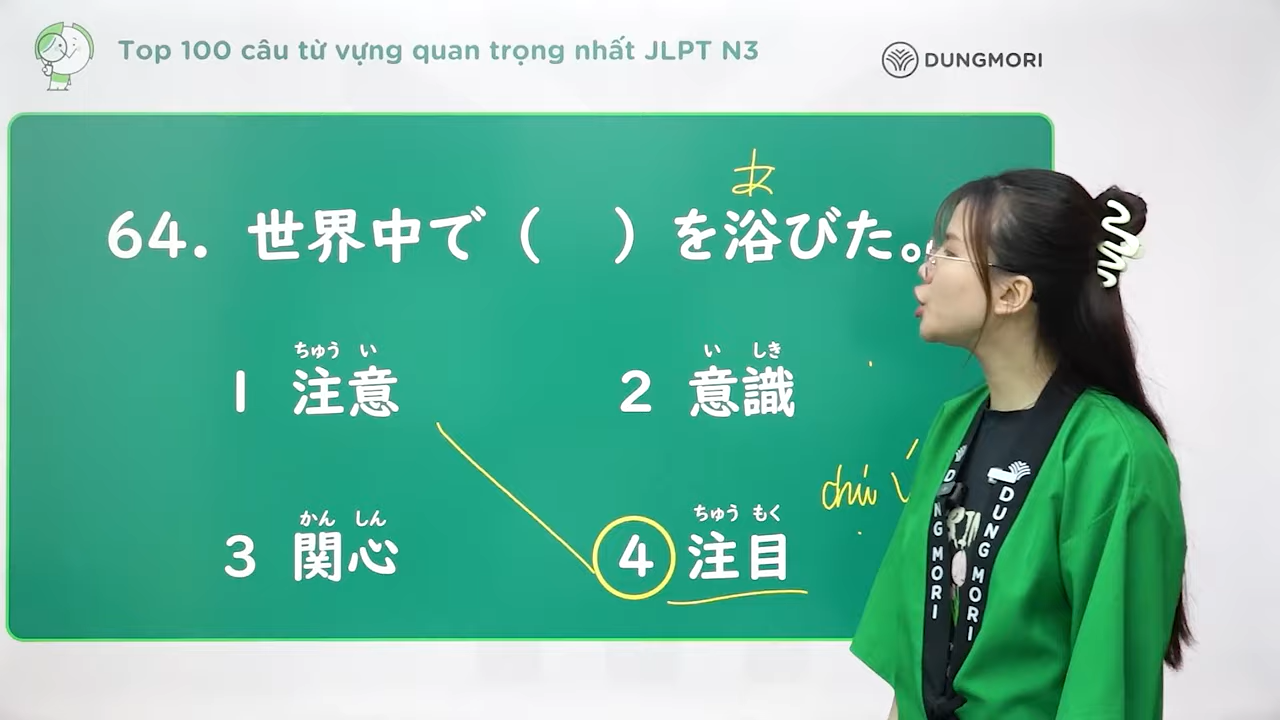 Top 100 câu từ vựng quan trọng nhất JLPT N3
DUNGMORI
あ
64. 世界中で（ ）を浴びた。
ちゅう い
1 注意
い しき
2 意識
かん しん
3 関心
ちゅう もく
4 注目
chú
DUNG MORI
DUNG MORI